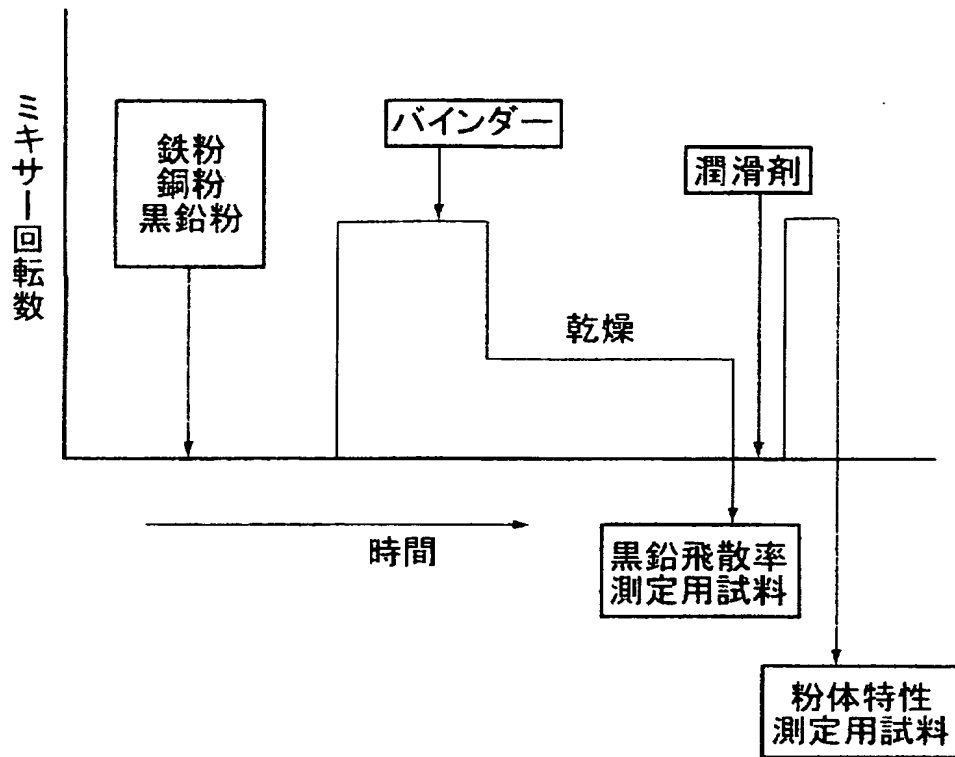 ミキサー回転数
鉄粉
銅粉
黒鉛粉
バインダー
潤滑剤
乾燥
時間
黒鉛飛散率
測定用試料
粉体特性
測定用試料